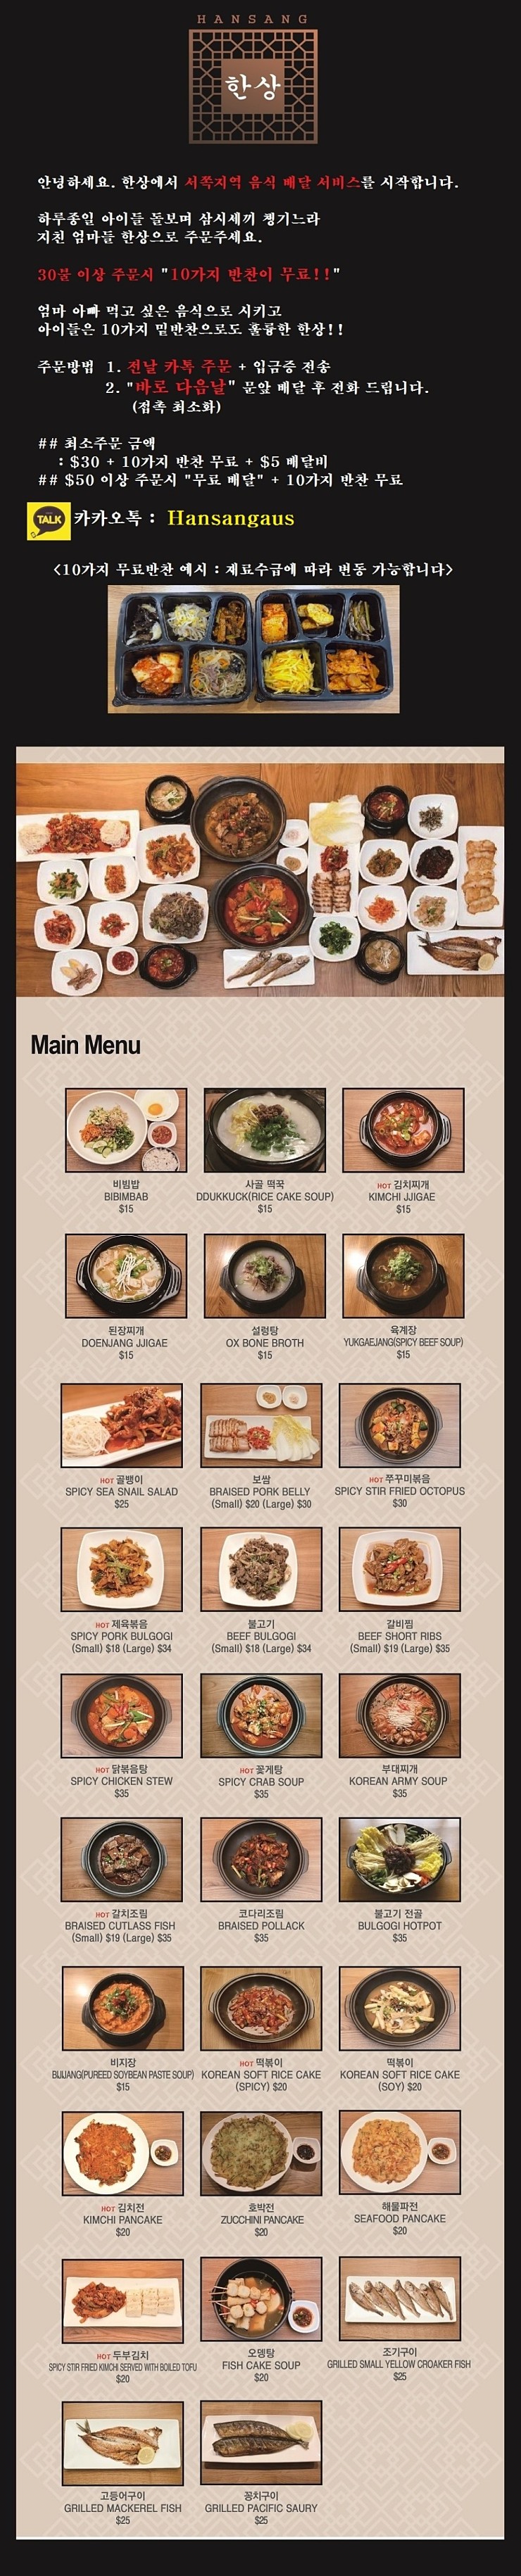 HANSANG
한상
안녕하세요. 한상에서 서쪽지역 음식 배달 서비스를 시작합니다.
하루종일 아이들 돌보며 삼시세끼 챙기느라
지친 엄마들 한상으로 주문주세요.
30불 이상 주문시 "10가지 반찬이 무료!!"
엄마 아빠 먹고 싶은 음식으로 시키고
아이들은 10가지 밑반찬으로도 훌륭한 한상!!
주문방법 1. 전날 카톡 주문 + 입금증 전송
2. "바로 다음날" 문앞 배달 후 전화 드립니다.
(접촉 최소화)
## 최소주문 금액
: $30 + 10가지 반찬 무료 + $5 배달비
## $50 이상 주문시 "무료 배달" + 10가지 반찬 무료
TALK 카카오톡 : Hansangaus
<10가지 무료반찬 예시 : 재료수급에 따라 변동 가능합니다>
Main Menu
비빔밥 사골 떡국 HOT 김치찌개
BIBIMBAB DDUKKUCK(RICE CAKE SOUP) KIMCHI JJIGAE
$15 $15 $15
된장찌개 설렁탕 육계장
DOENJANG JJIGAE OX BONE BROTH YUKGAEJANG(SPICY BEEF SOUP)
$15 $15 $15
HOT 골뱅이 보쌈 HOT 쭈꾸미볶음
SPICY SEA SNAIL SALAD BRAISED PORK BELLY SPICY STIR FRIED OCTOPUS
$25 (Small) $20 (Large) $30 $30
HOT 제육볶음 불고기 갈비찜
SPICY PORK BULGOGI BEEF BULGOGI BEEF SHORT RIBS
(Small) $18 (Large) $34 (Small) $18 (Large) $34 (Small) $19 (Large) $35
HOT 닭볶음탕 HOT 꽃게탕 부대찌개
SPICY CHICKEN STEW SPICY CRAB SOUP KOREAN ARMY SOUP
$35 $35 $35
HOT 갈치조림 코다리조림 불고기 전골
BRAISED CUTLASS FISH BRAISED POLLACK BULGOGI HOTPOT
(Small) $19 (Large) $35 $35 $35
비지장 HOT 떡볶이 떡볶이
BIJIJANG(PUREED SOYBEAN PASTE SOUP) KOREAN SOFT RICE CAKE KOREAN SOFT RICE CAKE
$15 (SPICY) $20 (SOY) $20
HOT 김치전 호박전 해물파전
KIMCHI PANCAKE ZUCCHINI PANCAKE SEAFOOD PANCAKE
$20 $20 $20
HOT 두부김치 오뎅탕 조기구이
SPICY STIR FRIED KIMCHI SERVED WITH BOILED TOFU FISH CAKE SOUP GRILLED SMALL YELLOW CROAKER FISH
$20 $20 $25
고등어구이 꽁치구이
GRILLED MACKEREL FISH GRILLED PACIFIC SAURY
$25 $25